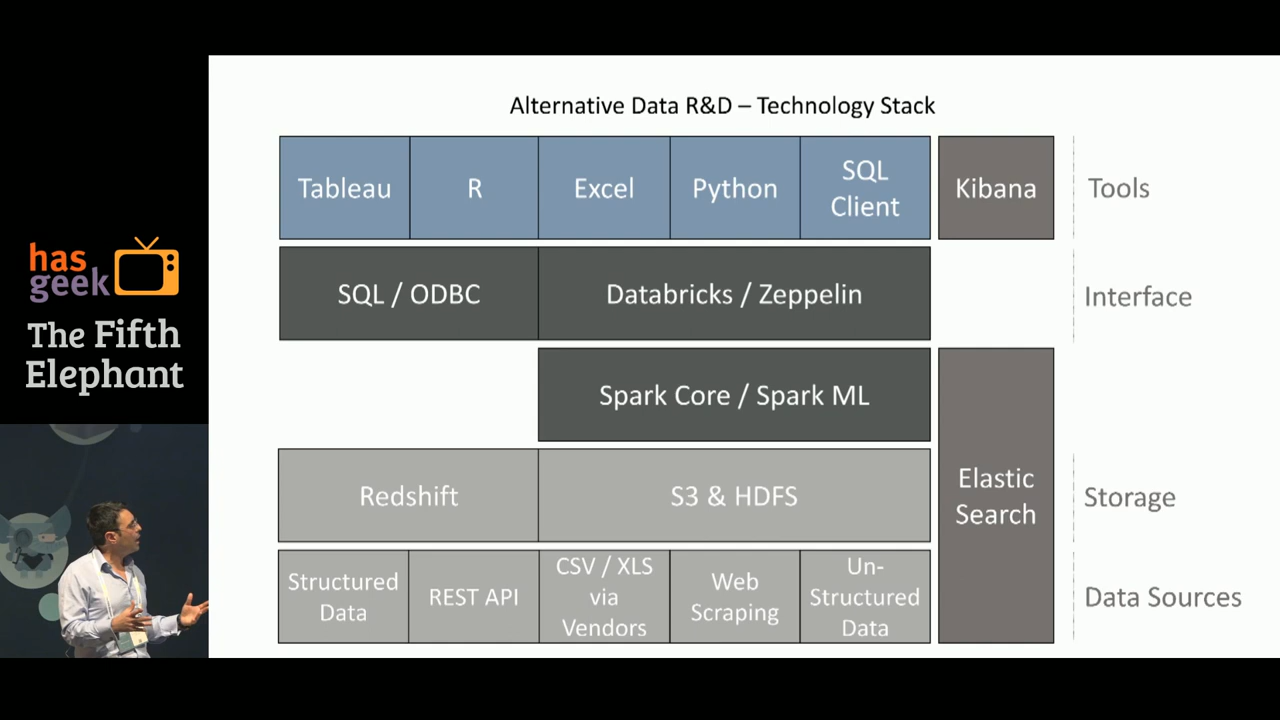 Alternative Data R&D – Technology Stack
Tableau
R
Excel
Python
SQL
Client
Kibana
Tools
SQL / ODBC
Databricks / Zeppelin
Interface
Spark Core / Spark ML
Redshift
S3 & HDFS
Elastic
Search
Storage
Structured
Data
REST API
CSV / XLS
via
Vendors
Web
Scraping
Un-
Structured
Data
Data Sources
has
geek
The Fifth
Elephant